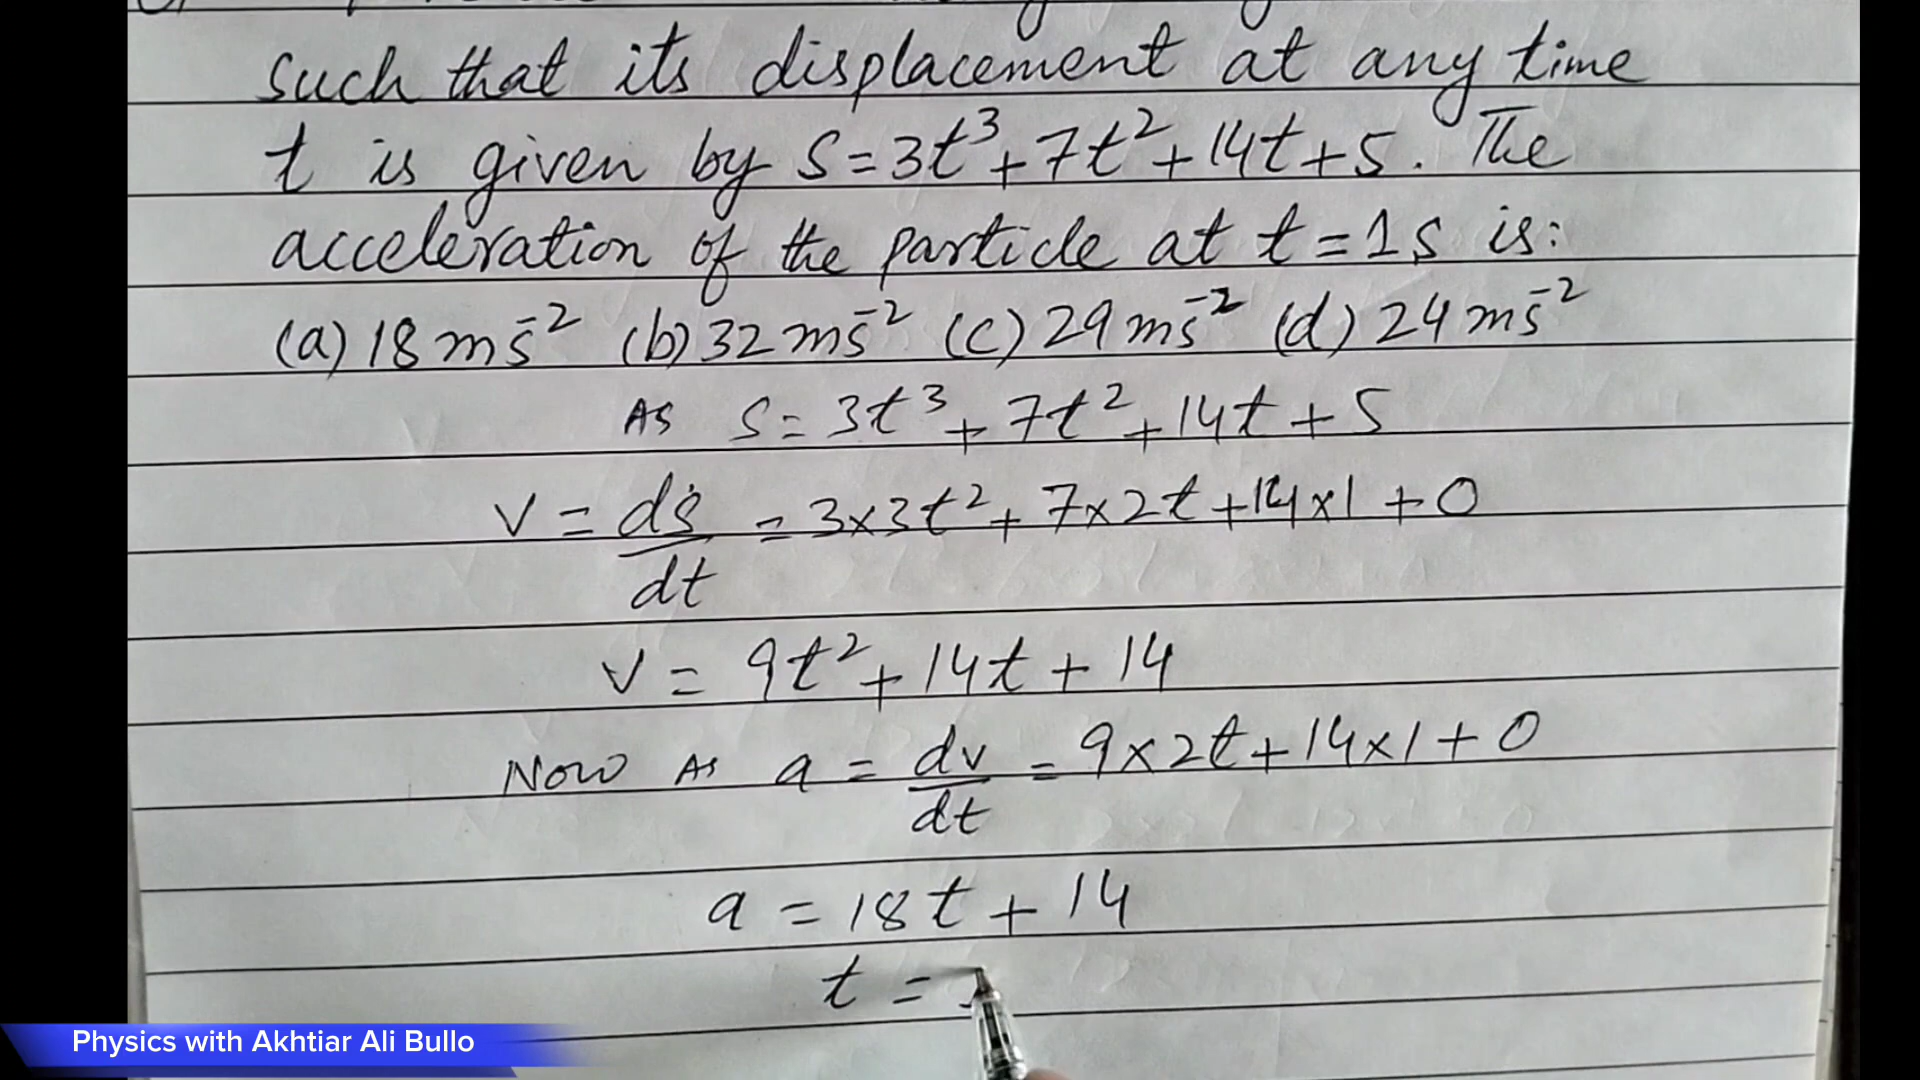 such that its displacement at any time
t is given by S=3t³+7t²+14t+5. The
acceleration of the particle at t=1s is:
(a) 18 ms⁻² (b) 32 ms⁻² (c) 29 ms⁻² (d) 24 ms⁻²
As S = 3t³+7t²+14t+5
v = ds/dt = 3×3t²+7×2t+14×1+0
v = 9t²+14t+14
Now As a = dv/dt = 9×2t+14×1+0
a = 18t+14
t =
Physics with Akhtiar Ali Bullo